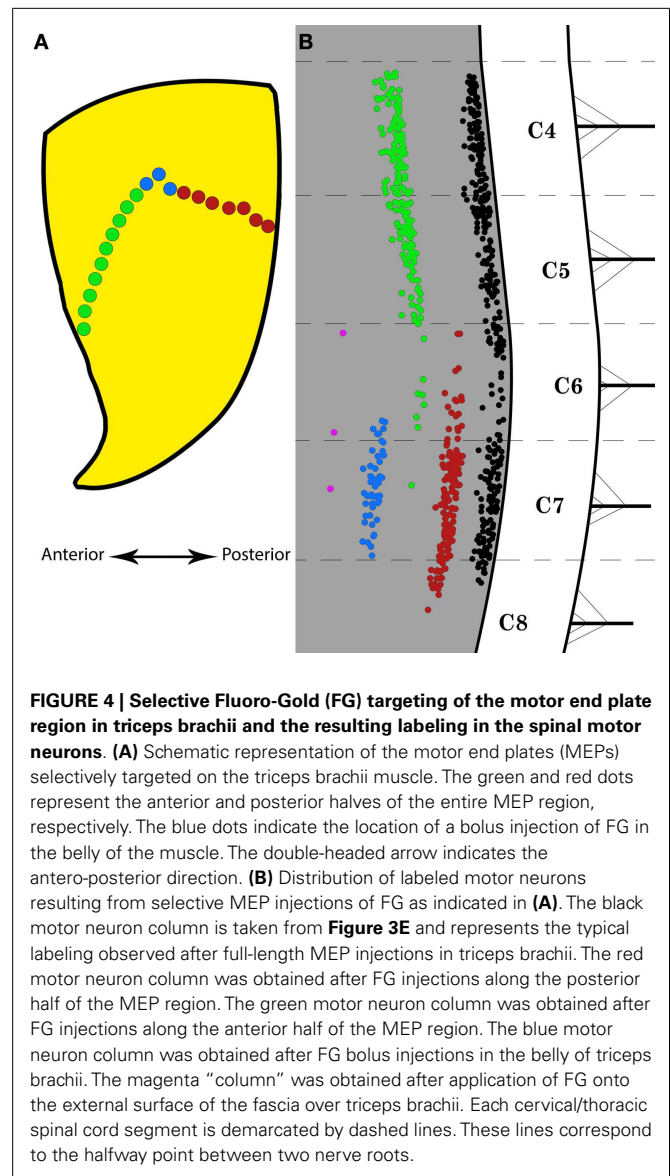 A
B
C4
C5
C6
C7
C8
Anterior
Posterior
FIGURE 4 | Selective Fluoro-Gold (FG) targeting of the motor end plate
region in triceps brachii and the resulting labeling in the spinal motor
neurons. (A) Schematic representation of the motor end plates (MEPs)
selectively targeted on the triceps brachii muscle. The green and red dots
represent the anterior and posterior halves of the entire MEP region,
respectively. The blue dots indicate the location of a bolus injection of FG in
the belly of the muscle. The double-headed arrow indicates the
antero-posterior direction. (B) Distribution of labeled motor neurons
resulting from selective MEP injections of FG as indicated in (A). The black
motor neuron column is taken from Figure 3E and represents the typical
labeling observed after full-length MEP injections in triceps brachii. The red
motor neuron column was obtained after FG injections along the posterior
half of the MEP region. The green motor neuron column was obtained after
FG injections along the anterior half of the MEP region. The blue motor
neuron column was obtained after FG bolus injections in the belly of triceps
brachii. The magenta “column” was obtained after application of FG onto
the external surface of the fascia over triceps brachii. Each cervical/thoracic
spinal cord segment is demarcated by dashed lines. These lines correspond
to the halfway point between two nerve roots.